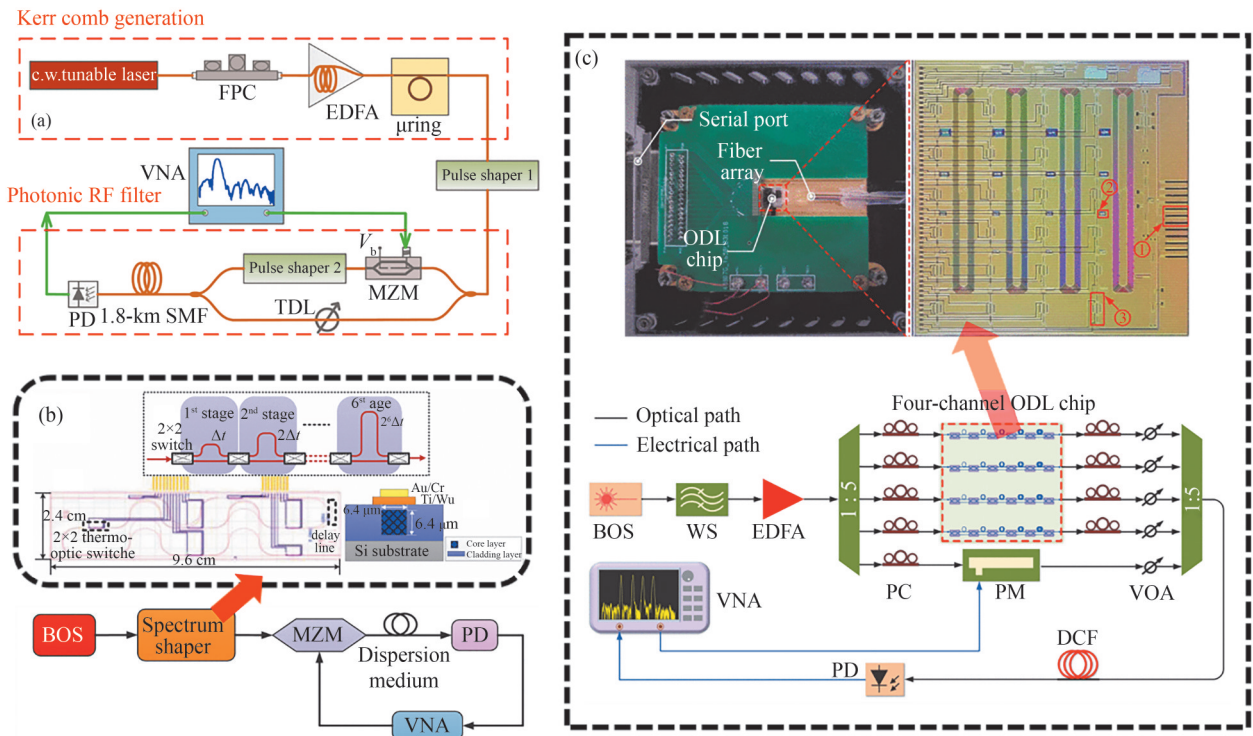 Kerr comb generation
c.w.tunable laser
FPC
EDFA
μring
(a)
VNA
Pulse shaper 1
Photonic RF filter
V_b
Pulse shaper 2
MZM
PD
1.8-km SMF
TDL
(b)
1st stage
2nd stage
6st age
2×2
switch
Δt
2Δt
2⁶Δt
Au/Cr
Ti/Wu
6.4 μm
6.4 μm
2.4 cm
2×2 thermo-
optic switche
9.6 cm
delay
line
Core layer
Cladding layer
Si substrate
BOS
Spectrum
shaper
MZM
Dispersion
medium
PD
VNA
(c)
Serial port
Fiber
array
ODL
chip
②
①
③
Optical path
Electrical path
Four-channel ODL chip
BOS
WS
EDFA
1:5
1:5
PC
PM
VOA
VNA
DCF
PD